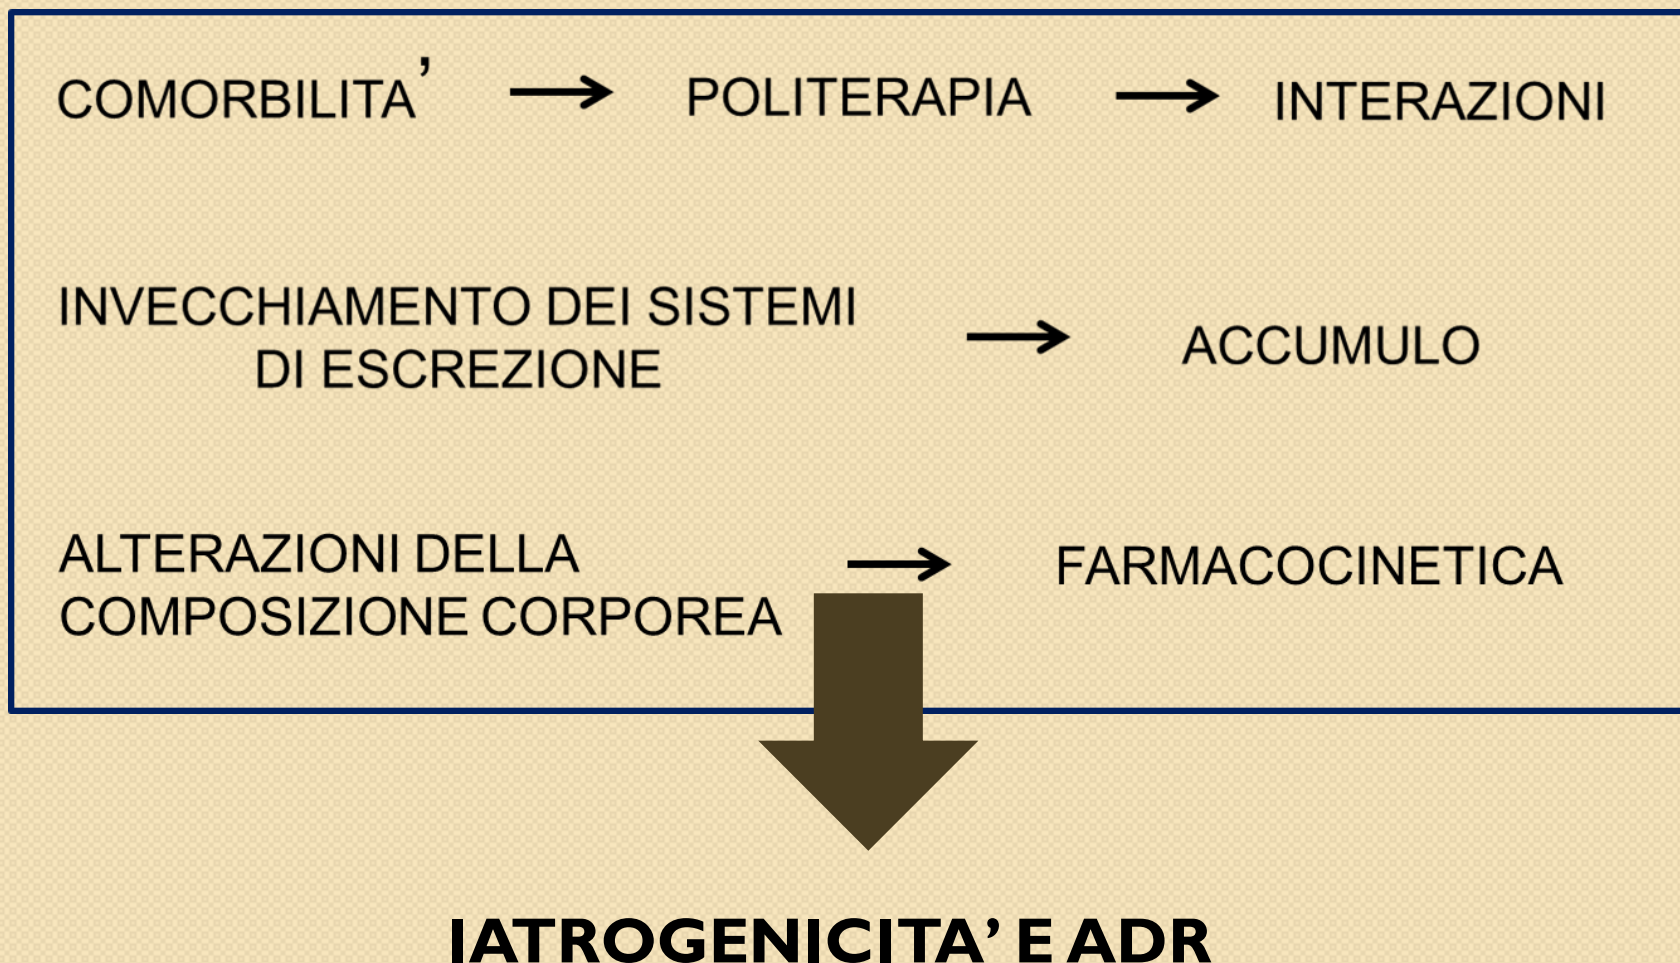 COMORBILITA’ → POLITERAPIA → INTERAZIONI
INVECCHIAMENTO DEI SISTEMI
DI ESCREZIONE → ACCUMULO
ALTERAZIONI DELLA
COMPOSIZIONE CORPOREA → FARMACOCINETICA
IATROGENICITA’ E ADR